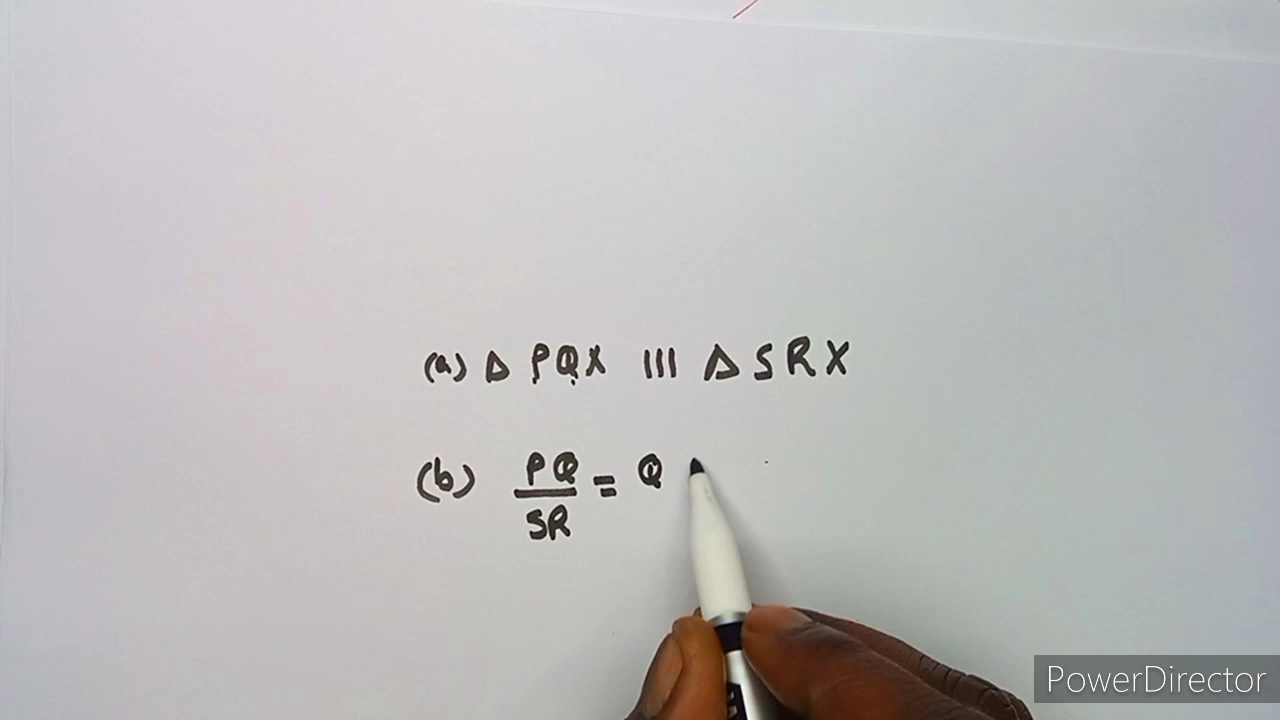 (a) Δ PQX ||| Δ SRX
(b) PQ/SR = Q
PowerDirector